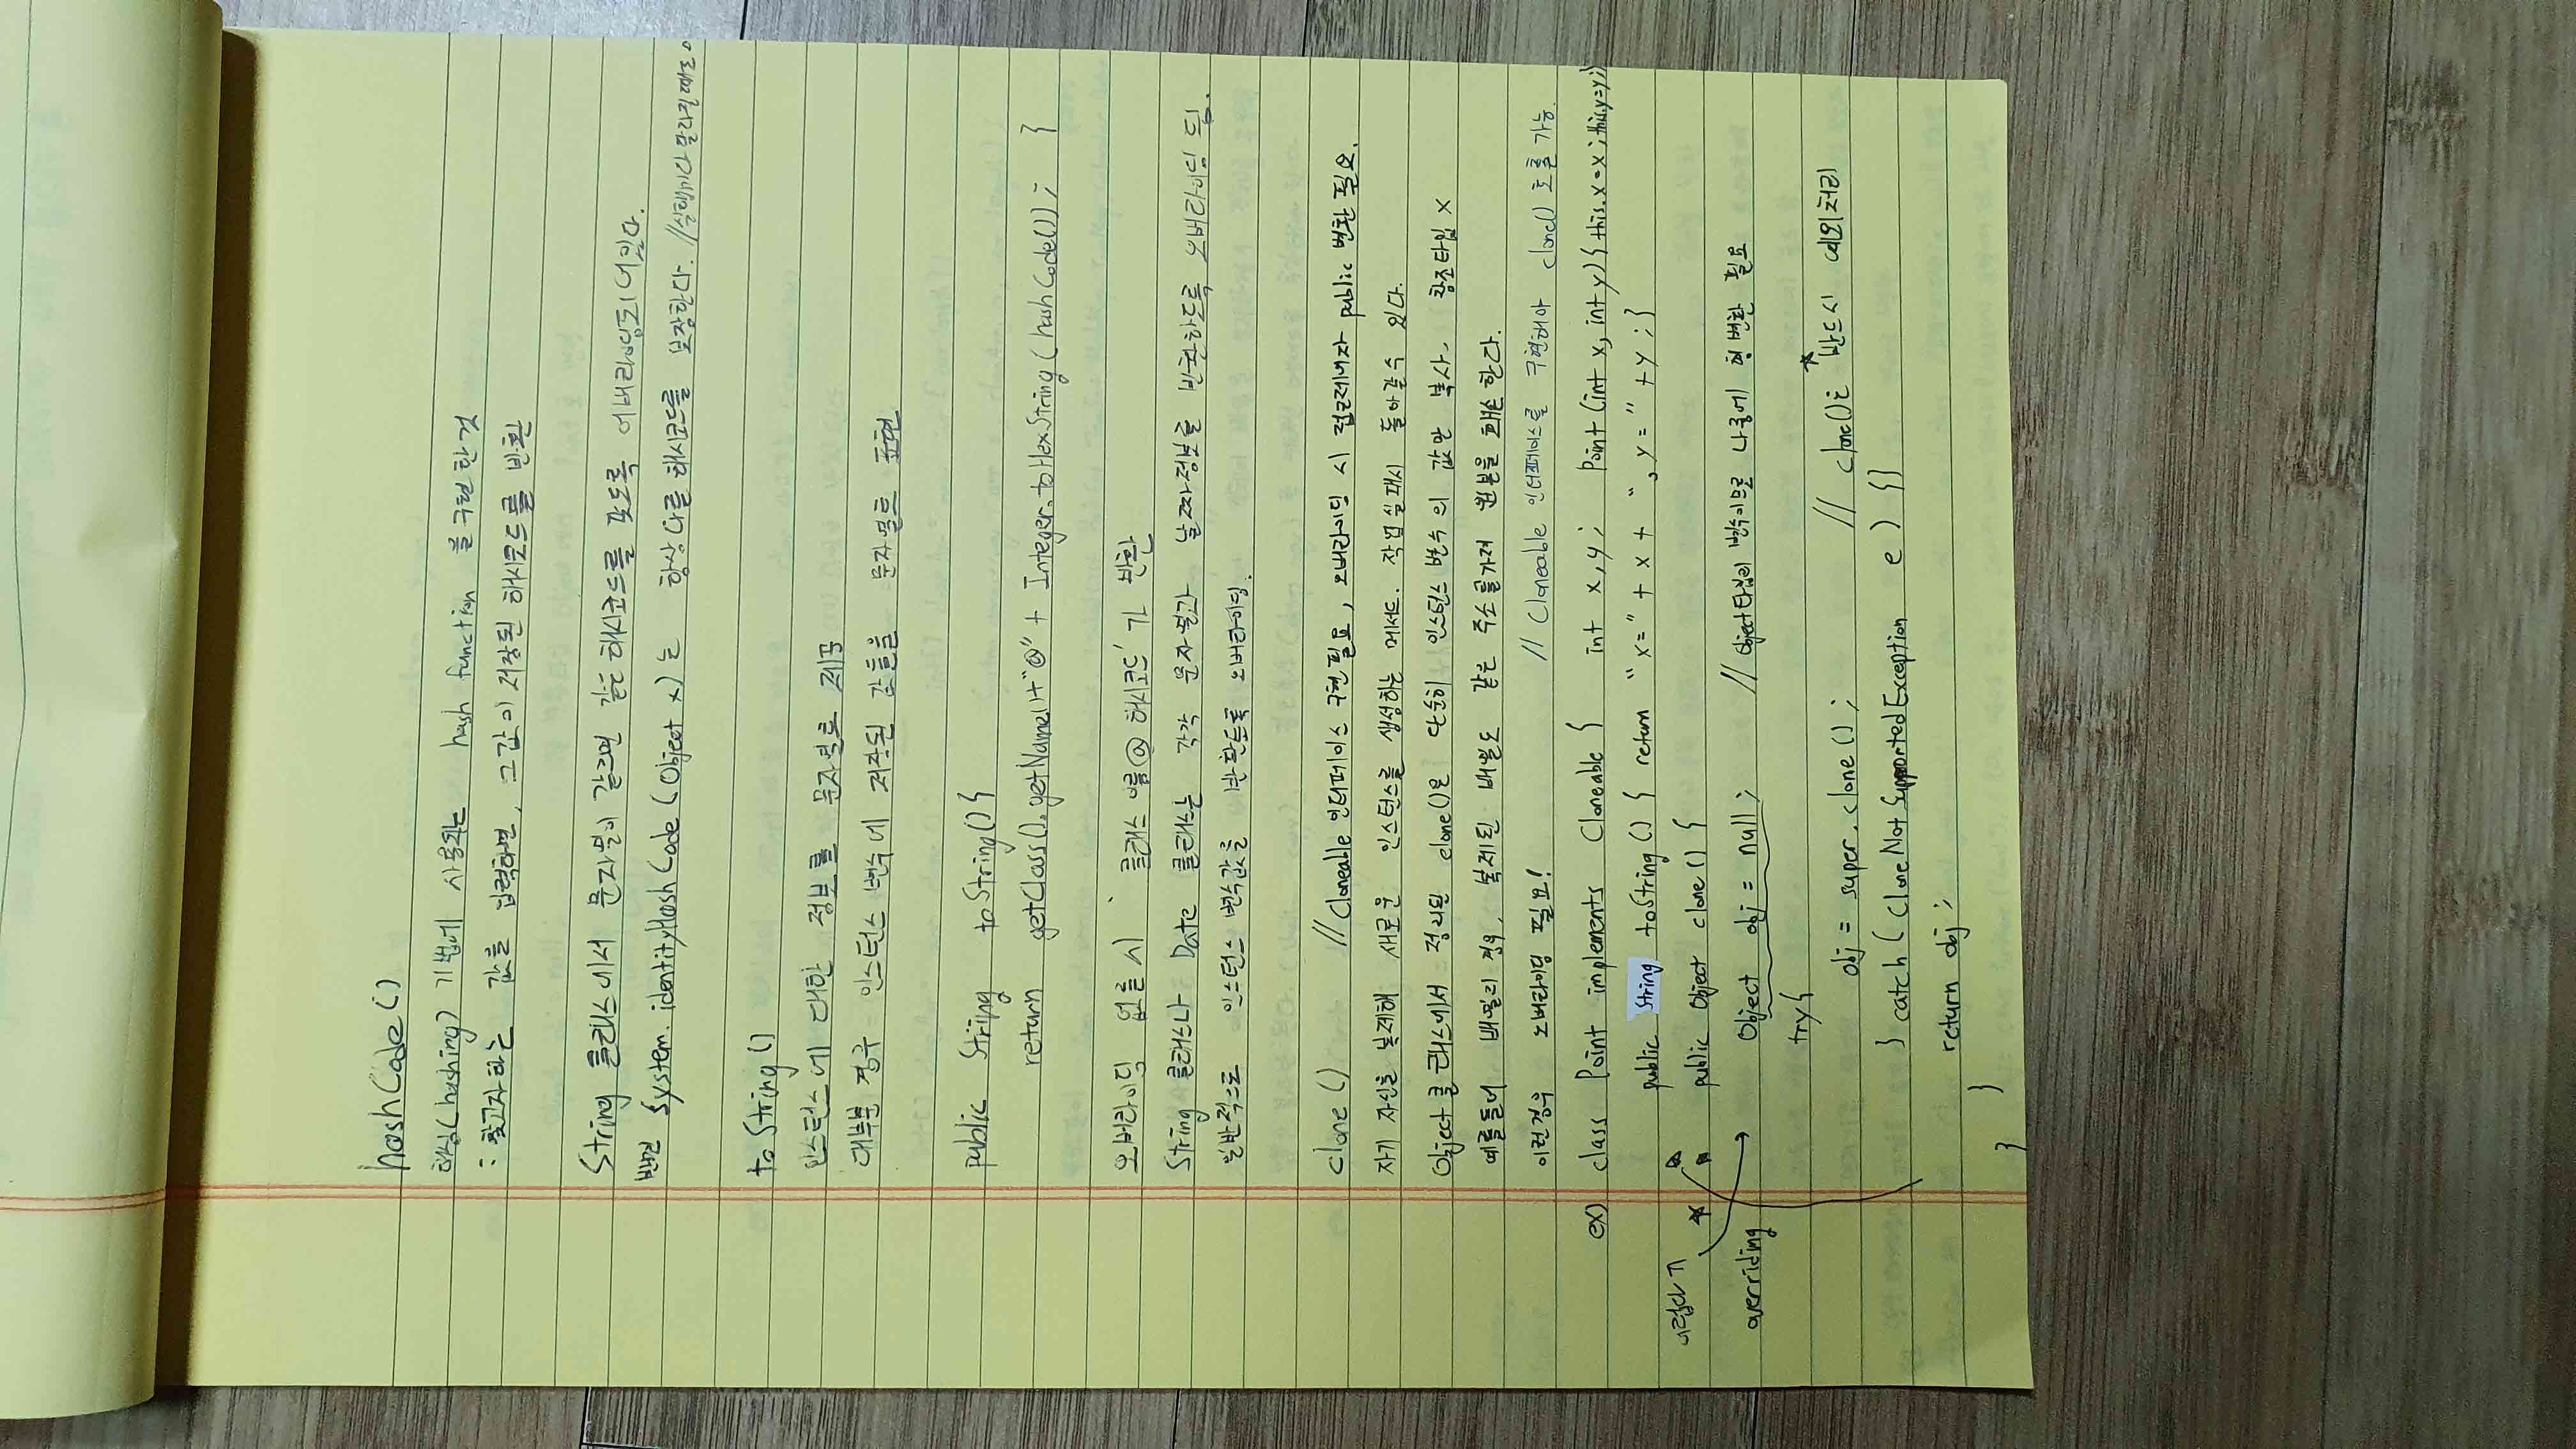 hashCode()
해싱(hashing) 기법에 사용되는 hash function 을 구현한것
: 찾고자하는 값을 입력하면, 그값이 저장된 해시코드를 반환
String 클래스에서 문자열이 같으면 같은 해시코드를 갖도록 오버라이딩되어있다.
반면 System.identityHashCode(Object x)는 항상 다른 해시코드를 보장한다. //실행마다 달라질때도 o
toString()
인스턴스에 대한 정보를 문자열로 제공
대부분 경우 인스턴스 변수에 저장된 값들을 문자열로 표현
public String toString(){
return getClass().getName()+"@" + Integer.toHexString(hashCode()); }
오버라이딩 없을시 '클래스이름@해시코드'가 반환
String 클래스나 Date 클래스는 각각 문자열과 날짜정보를 반환하도록 오버라이딩 됨.
일반적으로 인스턴스 변수값을 반환토록 오버라이딩.
clone() //Cloneable 인터페이스 구현필요, 오버라이딩 시 접근제어자 public 변환 필요.
자기 자신을 복제해 새로운 인스턴스를 생성하는 메서드. 작업실패시 돌아갈수 있다.
Object클래스에서 정의된 clone()은 단순히 인스턴스 변수의 값만 복사. 참조타입 x
예를들어 배열의 경우, 복제된 배열도 같은 주소를가져 원본을 훼손한다.
이런경우 오버라이딩 필요! // Cloneable 인터페이스를 구현해야 clone() 호출 가능.
ex) class Point implements Cloneable { int x,y; Point(int x, int y){this.x=x;this.y=y;}
public String toString() { return "x=" + x + ", y=" +y;}
어렵다 ㅠ
★ public Object clone() {
overriding Object obj = null; // Object타입의 변수이므로 나중에 형변환 필요
try{
obj = super.clone(); // clone()는 ★반드시 예외처리
} catch(CloneNotSupportedException e) {}
return obj;
}
}